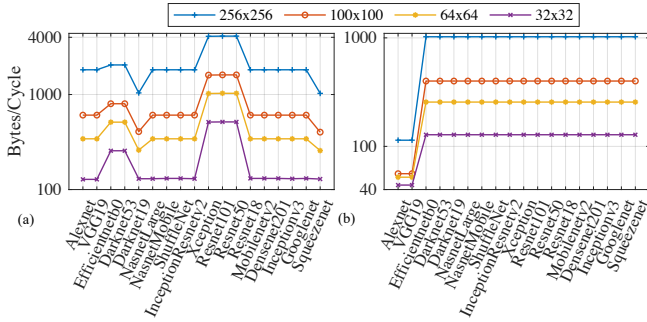 256x256 100x100 64x64 32x32
Bytes/Cycle
4000
1000
100
(a)
Alexnet
VGG19
Efficientnetb0
Darknet53
Darknet19
NasnetLarge
NasnetMobile
ShuffleNet
InceptionResnetv2
Xception
Resnet101
Resnet50
Resnet18
Mobilenetv2
Densenet201
Inceptionv3
Googlenet
Squeezenet
1000
100
40
(b)
Alexnet
VGG19
Efficientnetb0
Darknet53
Darknet19
NasnetLarge
NasnetMobile
ShuffleNet
InceptionResnetv2
Xception
Resnet101
Resnet50
Resnet18
Mobilenetv2
Densenet201
Inceptionv3
Googlenet
Squeezenet